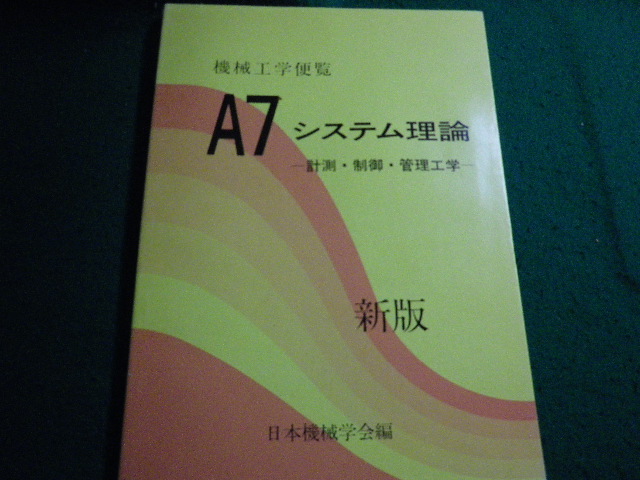 機械工学便覧
A7 システム理論
―計測・制御・管理工学―
新版
日本機械学会編